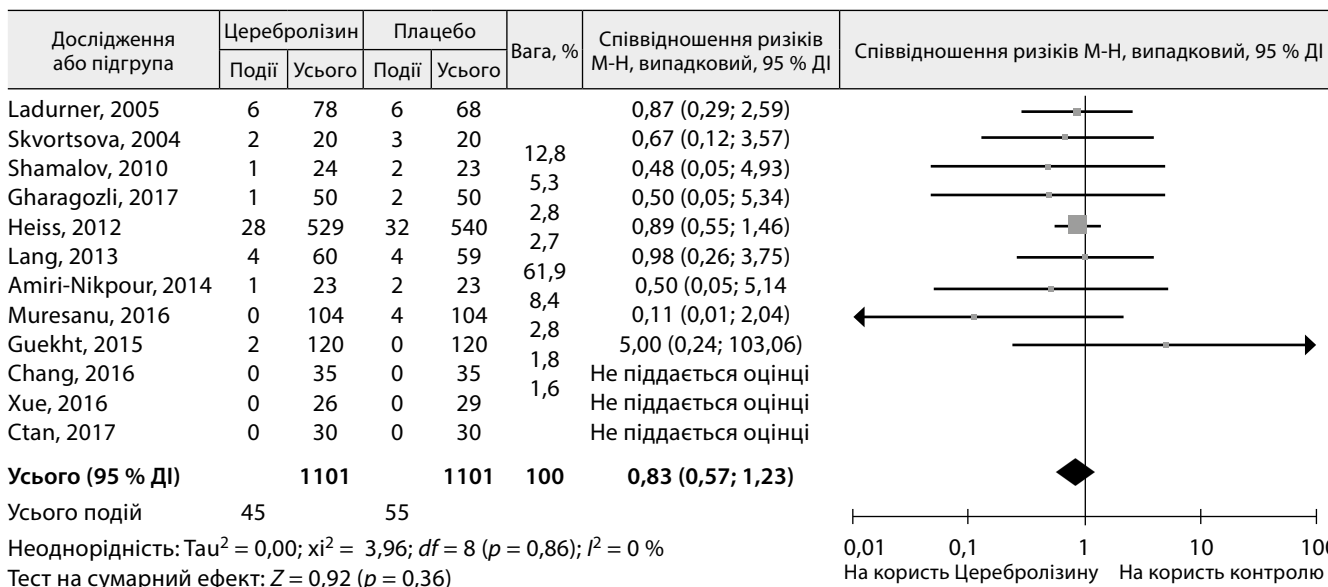 Дослідження або підгрупа Церебролізин Плацебо Вага, % Співвідношення ризиків М-Н, випадковий, 95 % ДІ Співвідношення ризиків М-Н, випадковий, 95 % ДІ
Події Усього Події Усього
Ladurner, 2005 6 78 6 68 0,87 (0,29; 2,59)
Skvortsova, 2004 2 20 3 20 12,8 0,67 (0,12; 3,57)
Shamalov, 2010 1 24 2 23 5,3 0,48 (0,05; 4,93)
Gharagozli, 2017 1 50 2 50 2,8 0,50 (0,05; 5,34)
Heiss, 2012 28 529 32 540 2,7 0,89 (0,55; 1,46)
Lang, 2013 4 60 4 59 61,9 0,98 (0,26; 3,75)
Amiri-Nikpour, 2014 1 23 2 23 8,4 0,50 (0,05; 5,14
Muresanu, 2016 0 104 4 104 2,8 0,11 (0,01; 2,04)
Guekht, 2015 2 120 0 120 1,8 5,00 (0,24; 103,06)
Chang, 2016 0 35 0 35 1,6 Не піддається оцінці
Xue, 2016 0 26 0 29 Не піддається оцінці
Ctan, 2017 0 30 0 30 Не піддається оцінці
Усього (95 % ДІ) 1101 1101 100 0,83 (0,57; 1,23)
Усього подій 45 55
Неоднорідність: Tau² = 0,00; xi² = 3,96; df = 8 (p = 0,86); I² = 0 %
Тест на сумарний ефект: Z = 0,92 (p = 0,36)
0,01 0,1 1 10 100
На користь Церебролізину На користь контролю